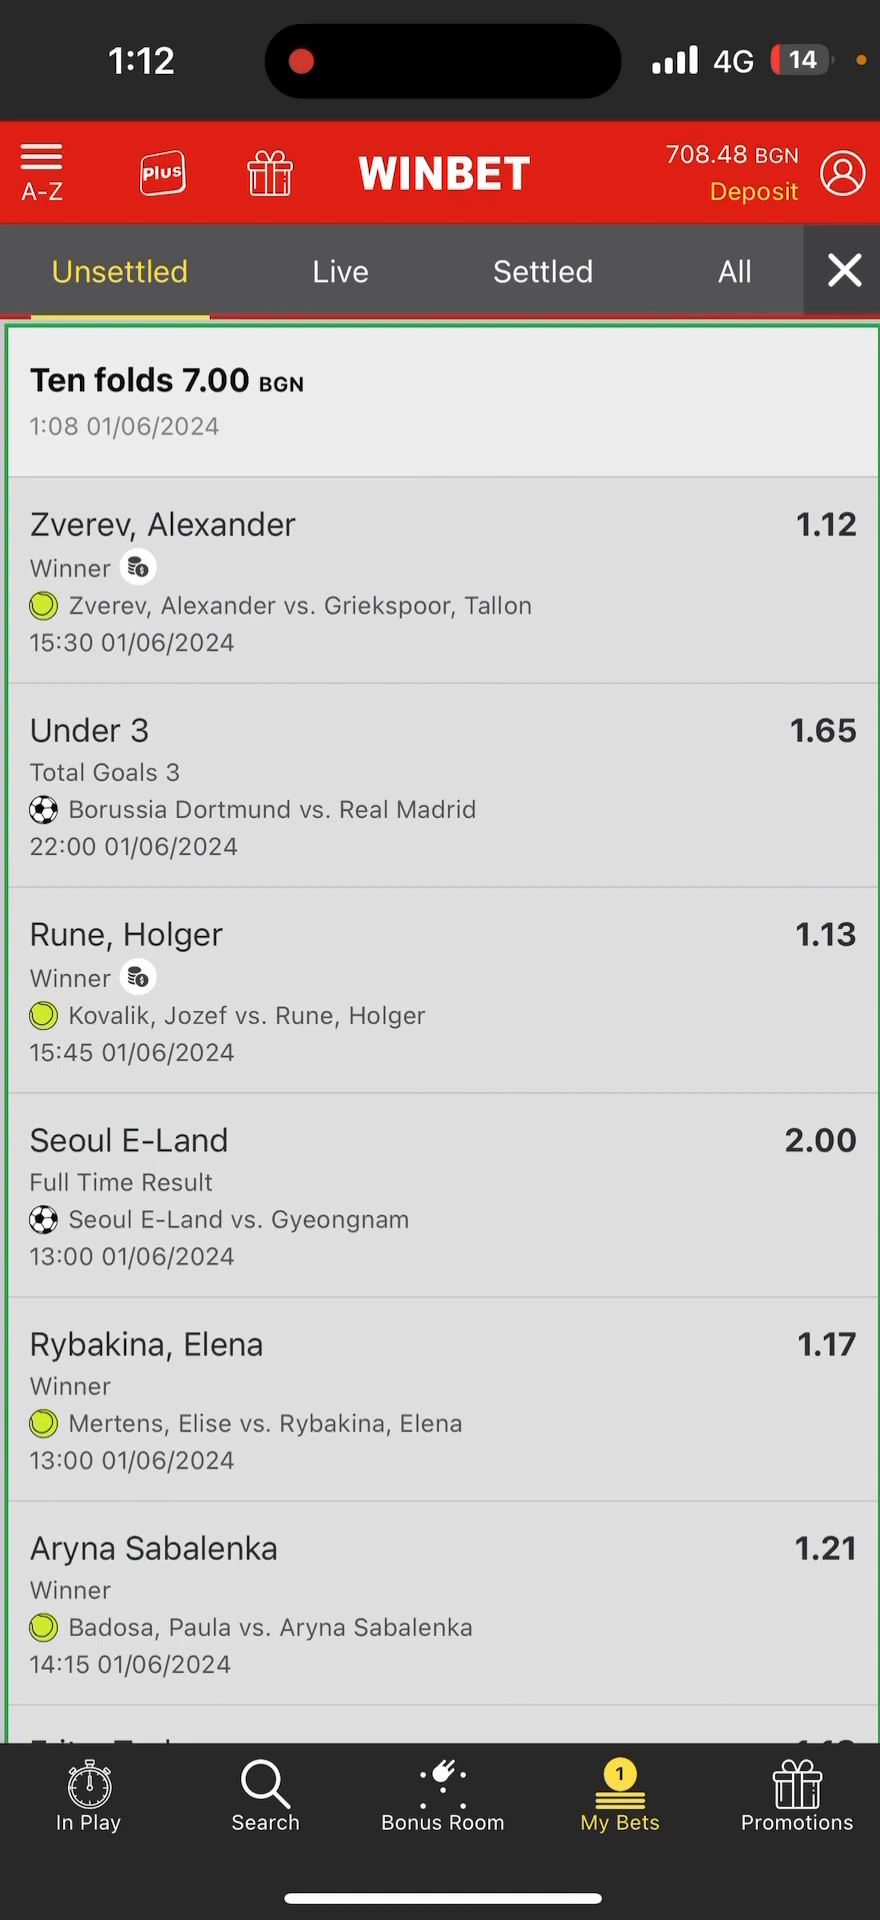 1:12
4G
14
A-Z
Plus
WINBET
708.48 BGN
Deposit
Unsettled
Live
Settled
All
Ten folds 7.00 BGN
1:08 01/06/2024
Zverev, Alexander 1.12
Winner
Zverev, Alexander vs. Griekspoor, Tallon
15:30 01/06/2024
Under 3 1.65
Total Goals 3
Borussia Dortmund vs. Real Madrid
22:00 01/06/2024
Rune, Holger 1.13
Winner
Kovalik, Jozef vs. Rune, Holger
15:45 01/06/2024
Seoul E-Land 2.00
Full Time Result
Seoul E-Land vs. Gyeongnam
13:00 01/06/2024
Rybakina, Elena 1.17
Winner
Mertens, Elise vs. Rybakina, Elena
13:00 01/06/2024
Aryna Sabalenka 1.21
Winner
Badosa, Paula vs. Aryna Sabalenka
14:15 01/06/2024
1
In Play
Search
Bonus Room
My Bets
Promotions